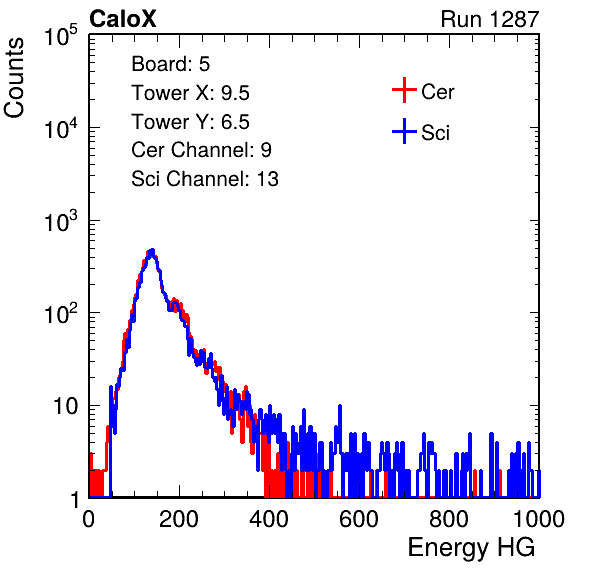 CaloX Run 1287
Counts
10^5
10^4
10^3
10^2
10
1
Board: 5
Tower X: 9.5
Tower Y: 6.5
Cer Channel: 9
Sci Channel: 13
Cer
Sci
0 200 400 600 800 1000
Energy HG